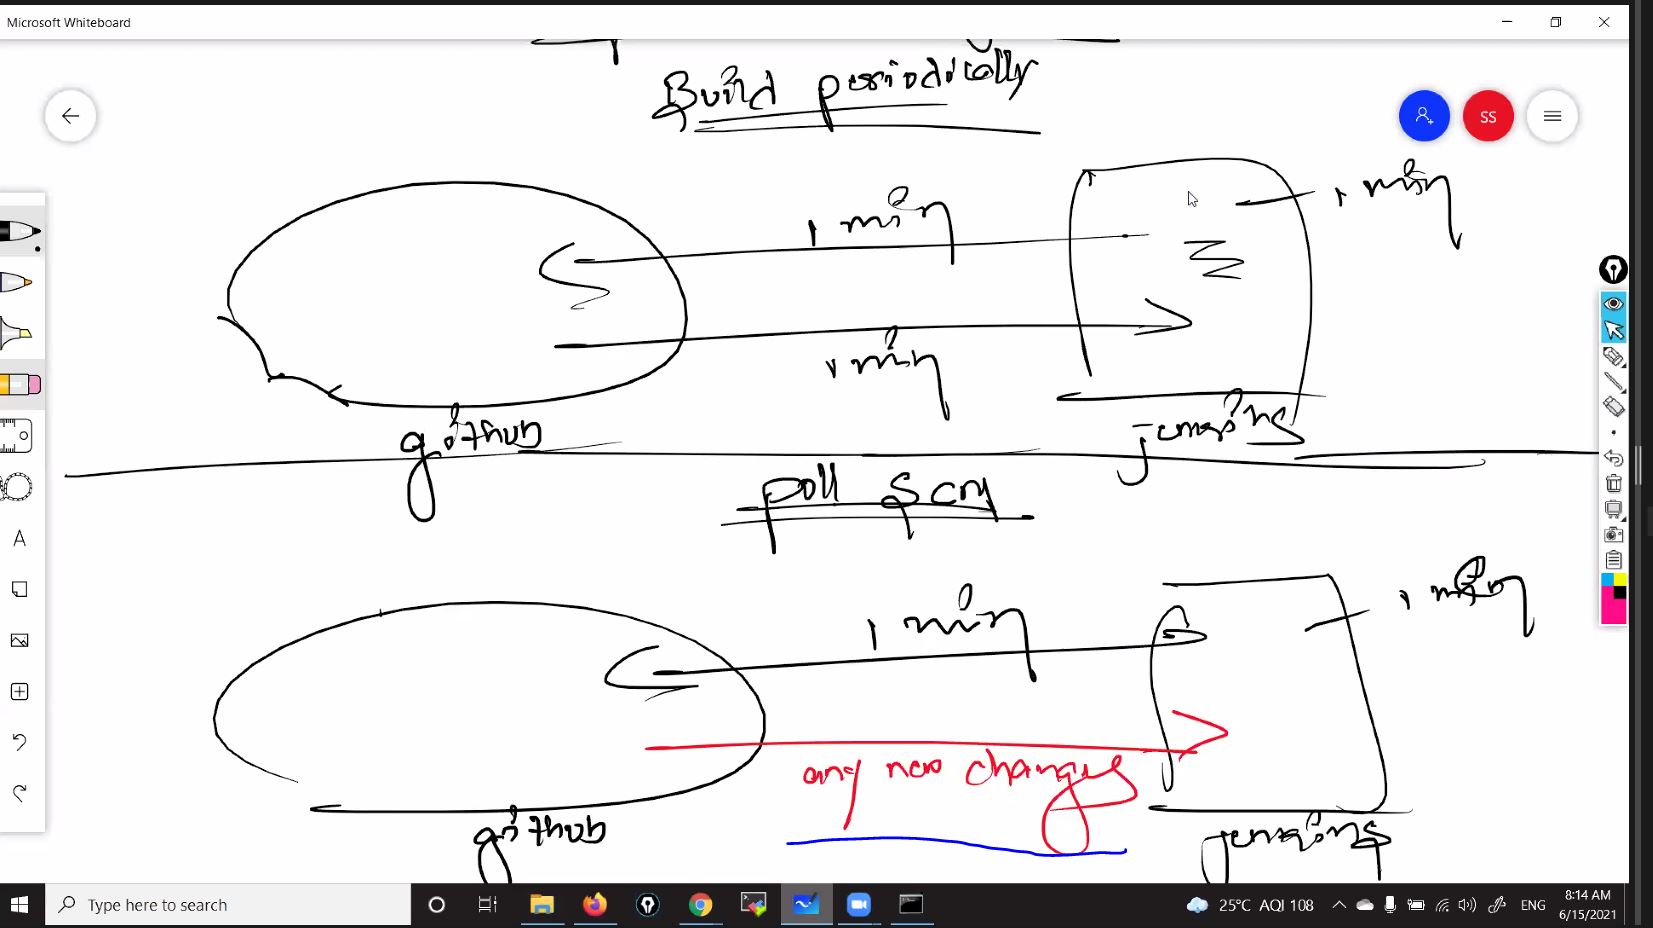 Microsoft Whiteboard
Build periodically
SS
1 min
1 min
1 min
github
jenkins
poll scm
1 min
1 min
any new changes
github
jenkins
A
Type here to search
25°C AQI 108
ENG
8:14 AM
6/15/2021